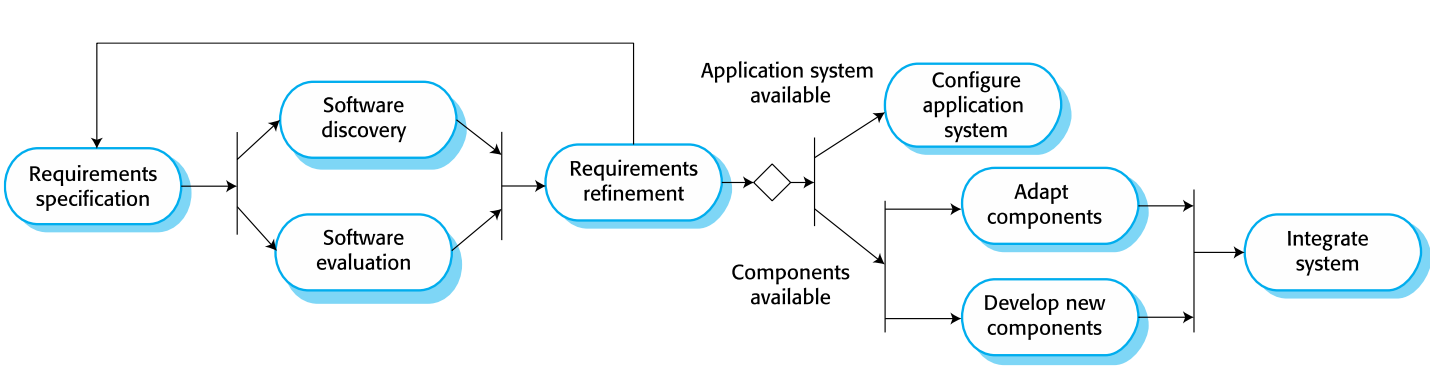 Requirements
specification
Software
discovery
Software
evaluation
Requirements
refinement
Application system
available
Configure
application
system
Components
available
Adapt
components
Develop new
components
Integrate
system